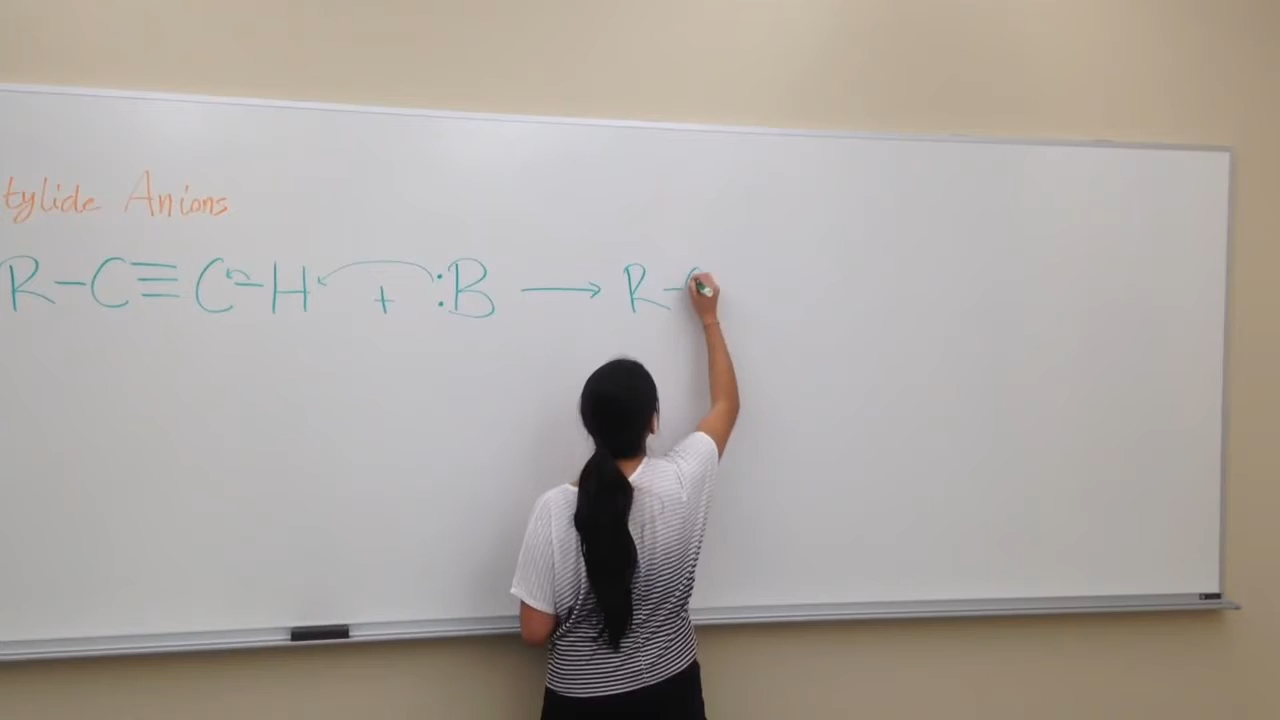 tylide Anions
R-C≡C-H + :B → R-C